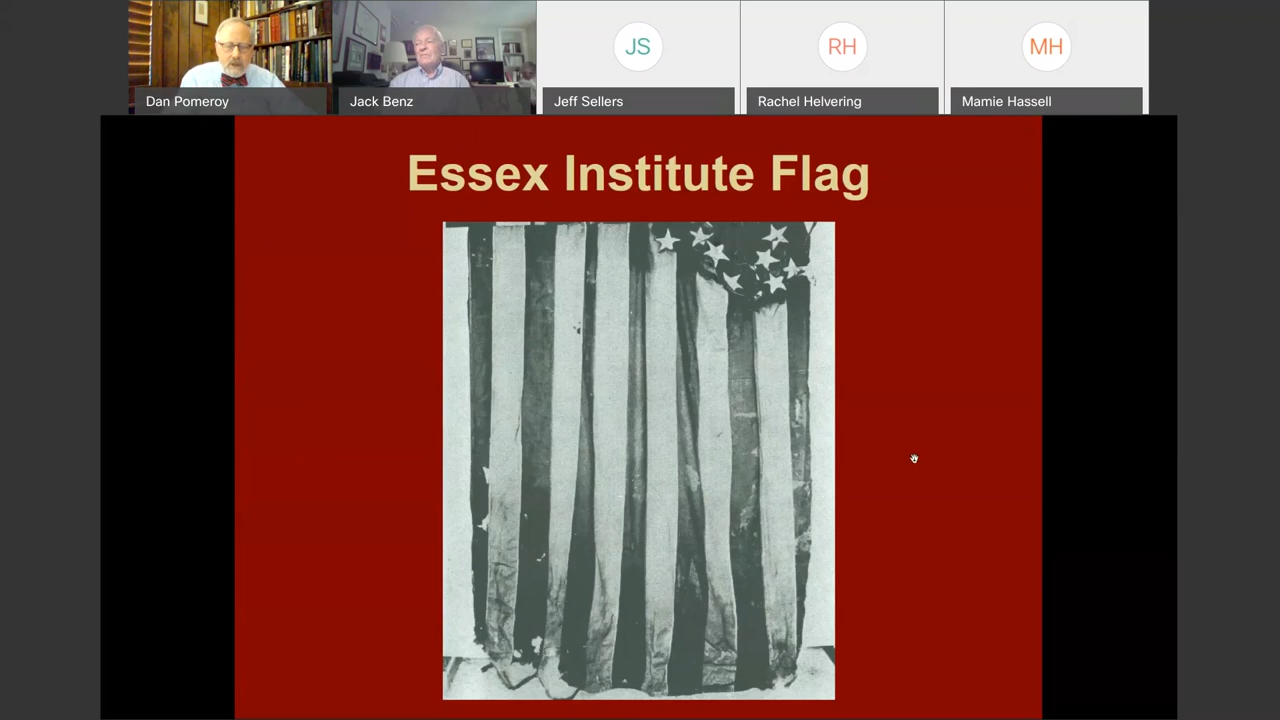 JS
RH
MH
Dan Pomeroy
Jack Benz
Jeff Sellers
Rachel Helvering
Mamie Hassell
Essex Institute Flag